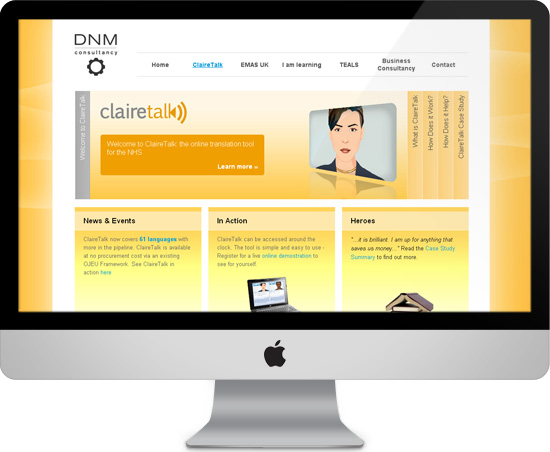 DNM
consultancy
Home
ClaireTalk
EMAS UK
I am learning
TEALS
Business
Consultancy
Contact
Welcome to ClaireTalk
clairetalk
Welcome to ClaireTalk: the online translation tool
for the NHS
Learn more »
What is ClaireTalk
How Does it Work?
How Does it Help?
ClaireTalk Case Study
News & Events
ClaireTalk now covers 61 languages with
more in the pipeline. ClaireTalk is available
at no procurement cost via an existing
OJEU Framework. See ClaireTalk in
action here
In Action
ClaireTalk can be accessed around the
clock. The tool is simple and easy to use -
Register for a live online demostration to
see for yourself.
Heroes
"...it is brilliant. I am up for anything that
saves us money..." Read the Case Study
Summary to find out more.